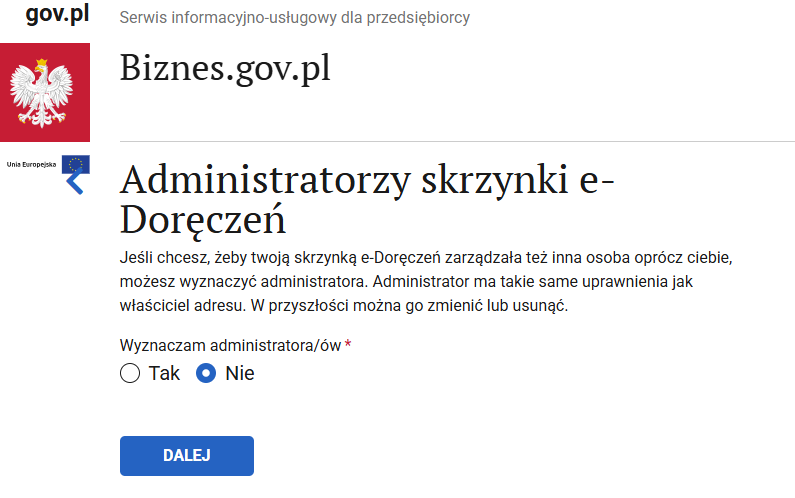 gov.pl
Serwis informacyjno-usługowy dla przedsiębiorcy
Biznes.gov.pl
Unia Europejska
Administratorzy skrzynki e-
Doręczeń
Jeśli chcesz, żeby twoją skrzynką e-Doręczeń zarządzała też inna osoba oprócz ciebie,
możesz wyznaczyć administratora. Administrator ma takie same uprawnienia jak
właściciel adresu. W przyszłości można go zmienić lub usunąć.
Wyznaczam administratora/ów *
Tak Nie
DALEJ